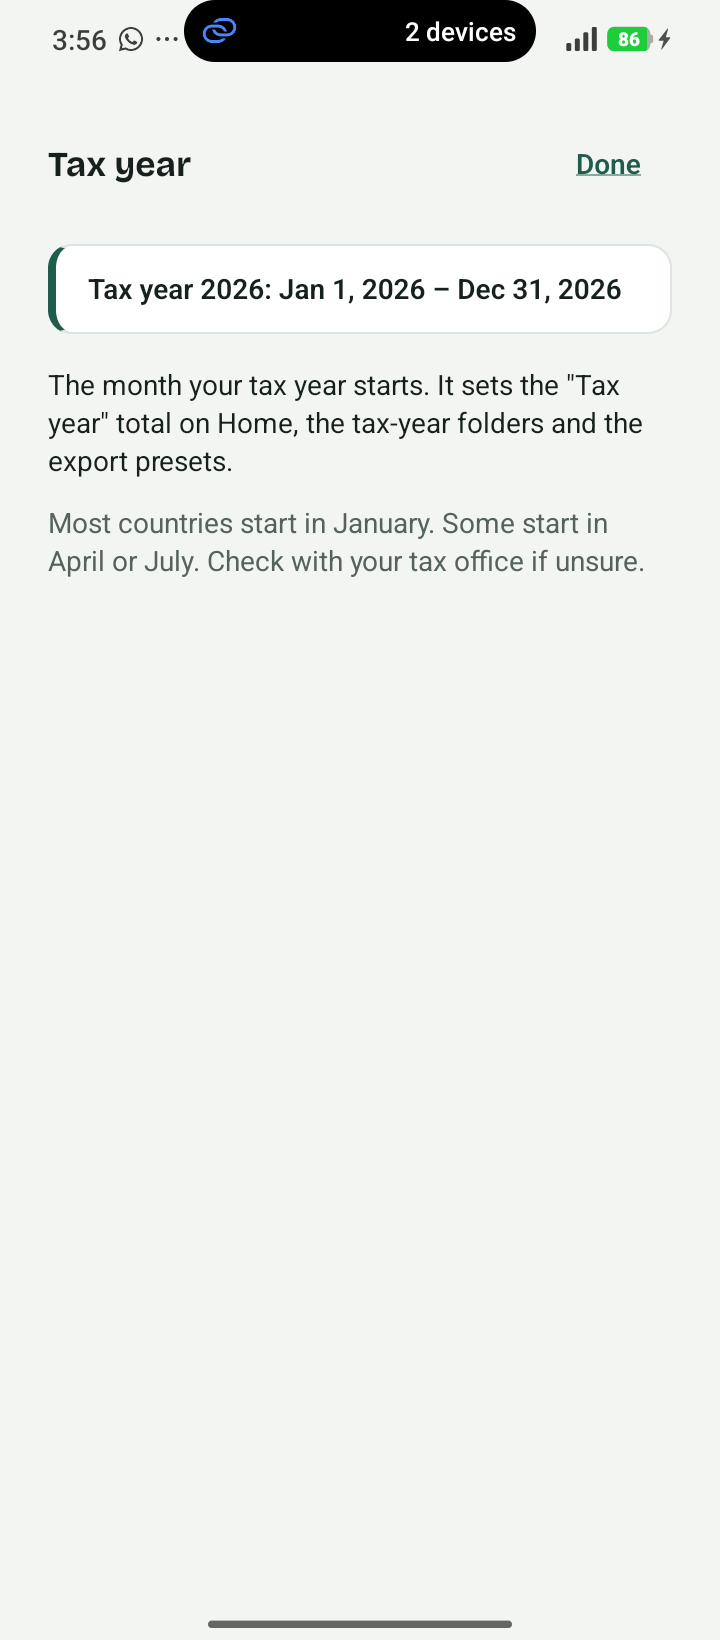 3:56
2 devices
86
Tax year
Done
Tax year 2026: Jan 1, 2026 – Dec 31, 2026
The month your tax year starts. It sets the "Tax
year" total on Home, the tax-year folders and the
export presets.
Most countries start in January. Some start in
April or July. Check with your tax office if unsure.